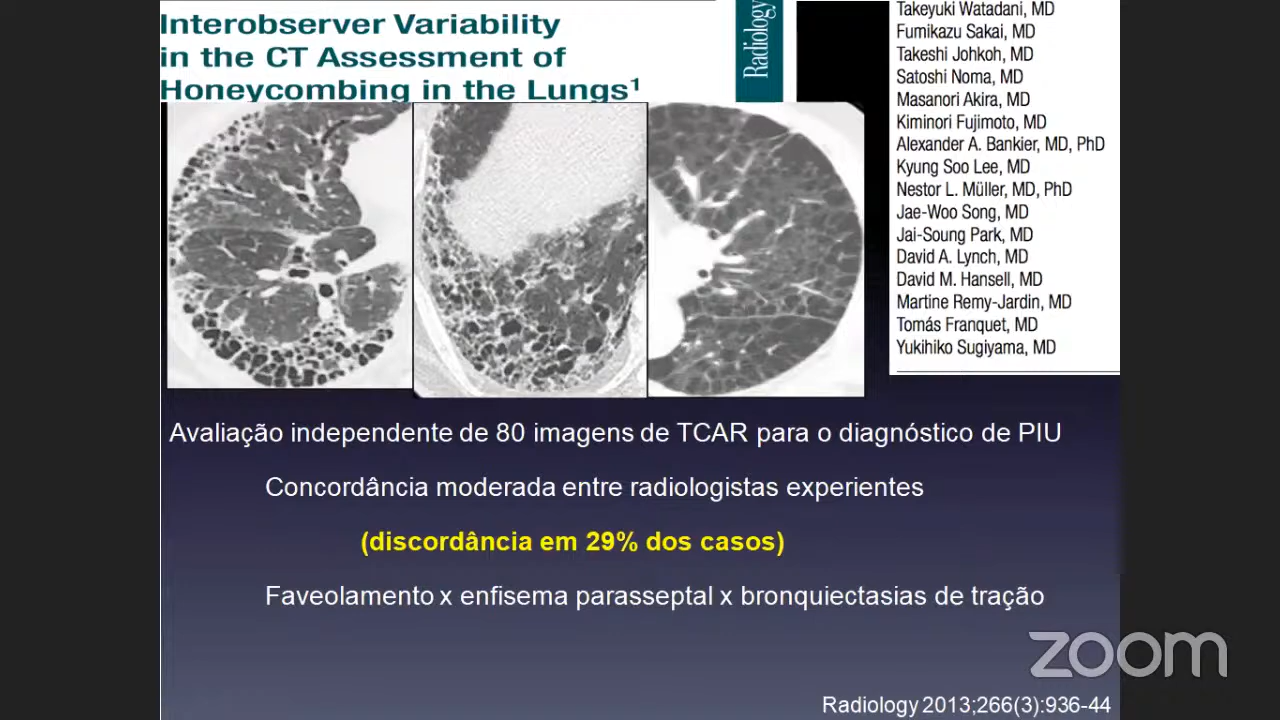 Interobserver Variability
in the CT Assessment of
Honeycombing in the Lungs¹
Radiology
Takeyuki Watadani, MD
Fumikazu Sakai, MD
Takeshi Johkoh, MD
Satoshi Noma, MD
Masanori Akira, MD
Kiminori Fujimoto, MD
Alexander A. Bankier, MD, PhD
Kyung Soo Lee, MD
Nestor L. Müller, MD, PhD
Jae-Woo Song, MD
Jai-Soung Park, MD
David A. Lynch, MD
David M. Hansell, MD
Martine Remy-Jardin, MD
Tomás Franquet, MD
Yukihiko Sugiyama, MD
Avaliação independente de 80 imagens de TCAR para o diagnóstico de PIU
Concordância moderada entre radiologistas experientes
(discordância em 29% dos casos)
Faveolamento x enfisema parasseptal x bronquiectasias de tração
zoom
Radiology 2013;266(3):936-44